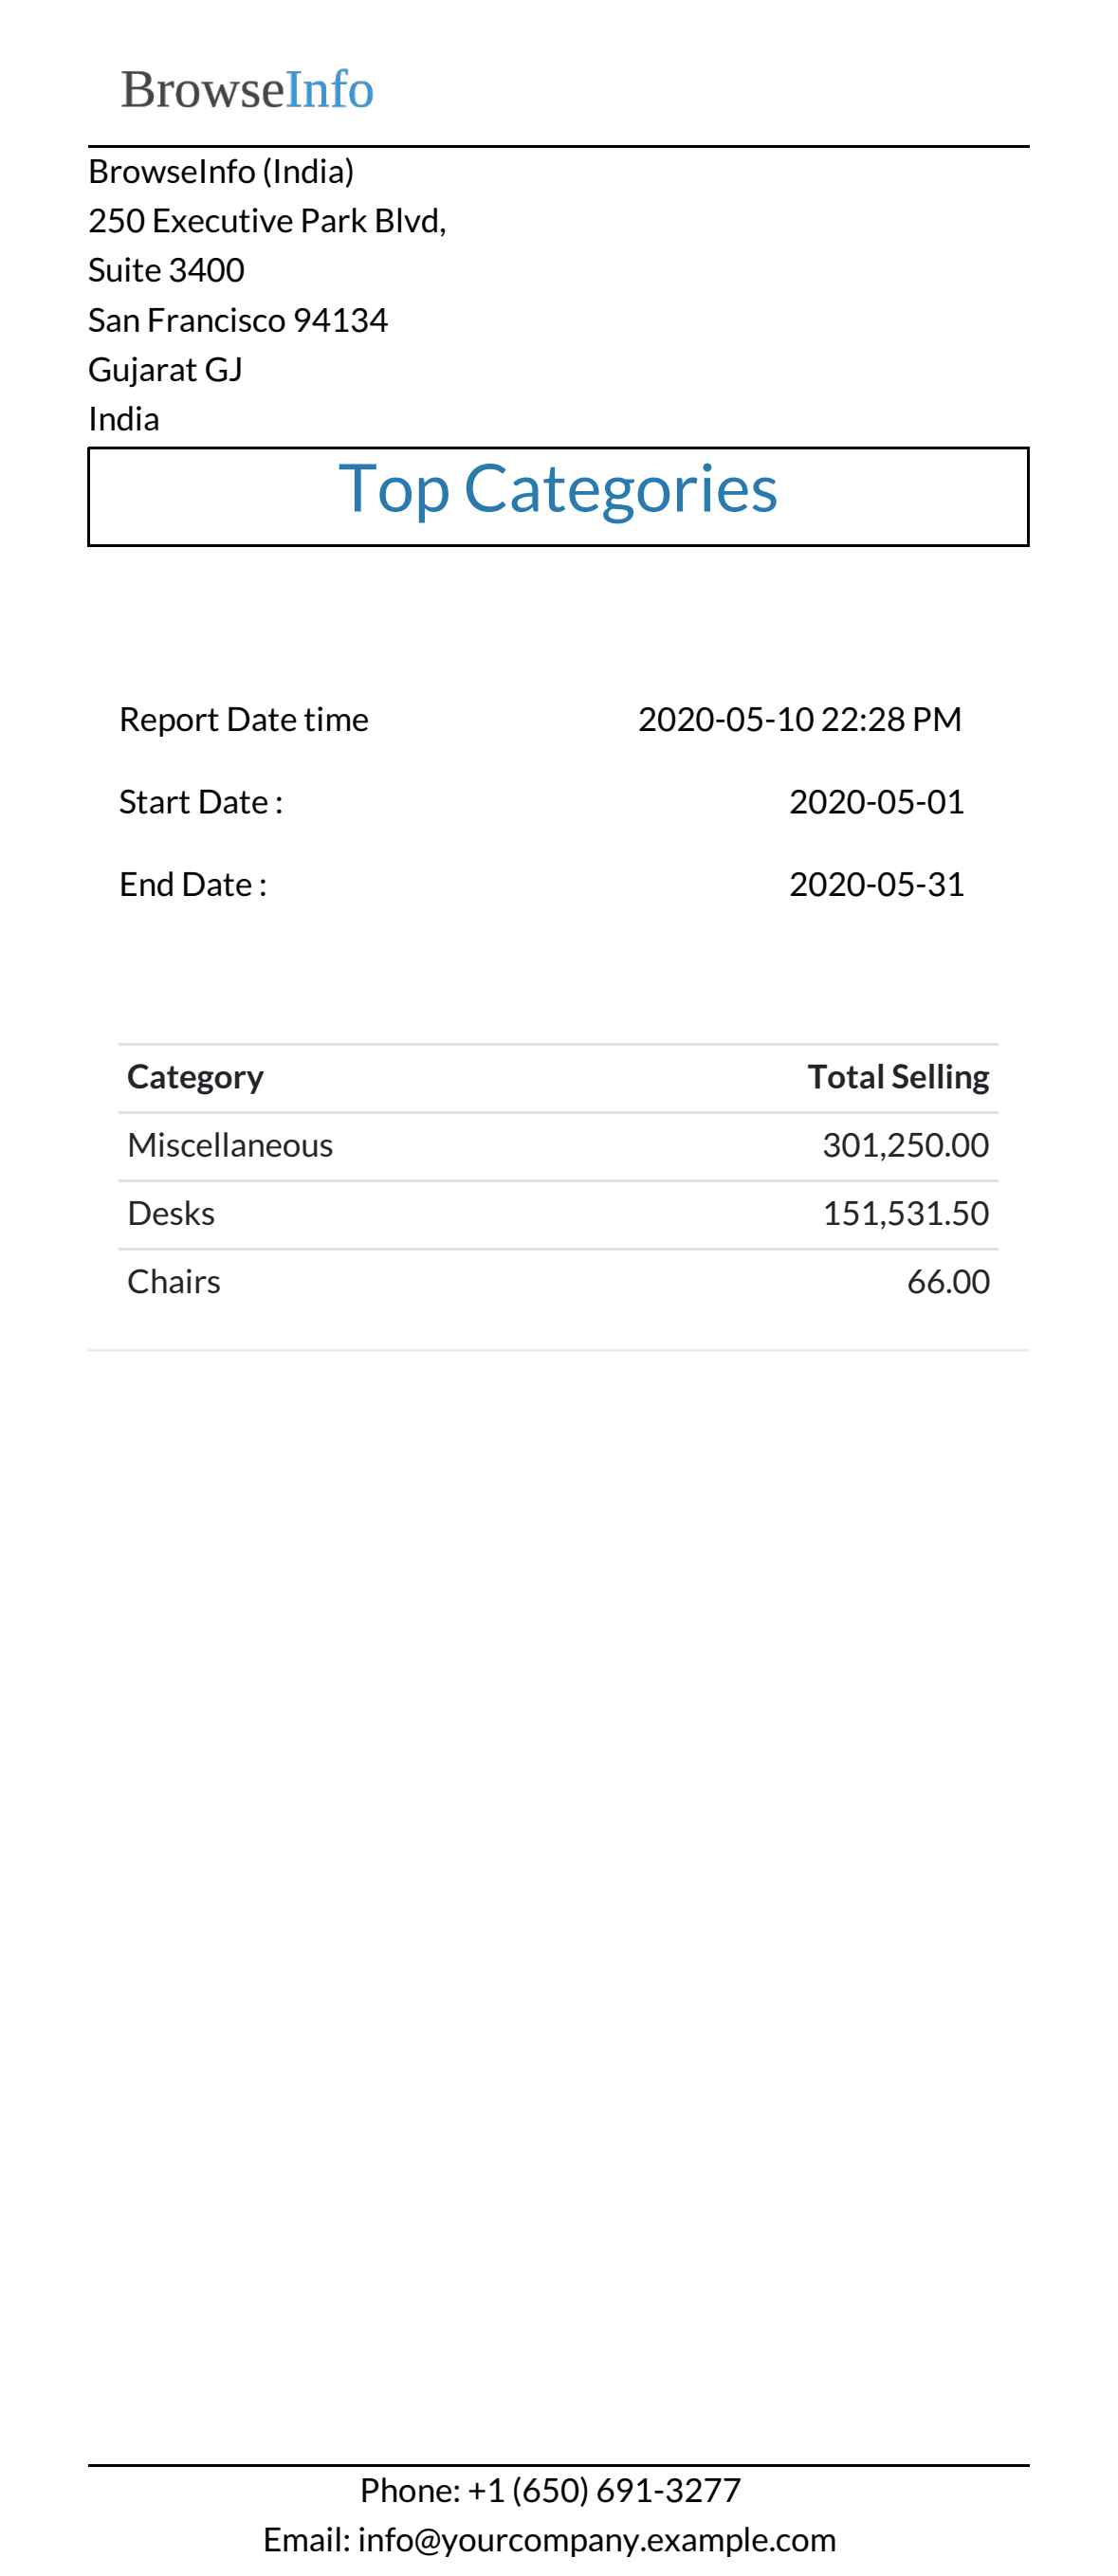 BrowseInfo
BrowseInfo (India)
250 Executive Park Blvd,
Suite 3400
San Francisco 94134
Gujarat GJ
India
Top Categories
Report Date time 2020-05-10 22:28 PM
Start Date : 2020-05-01
End Date : 2020-05-31
Category Total Selling
Miscellaneous 301,250.00
Desks 151,531.50
Chairs 66.00
Phone: +1 (650) 691-3277
Email: info@yourcompany.example.com